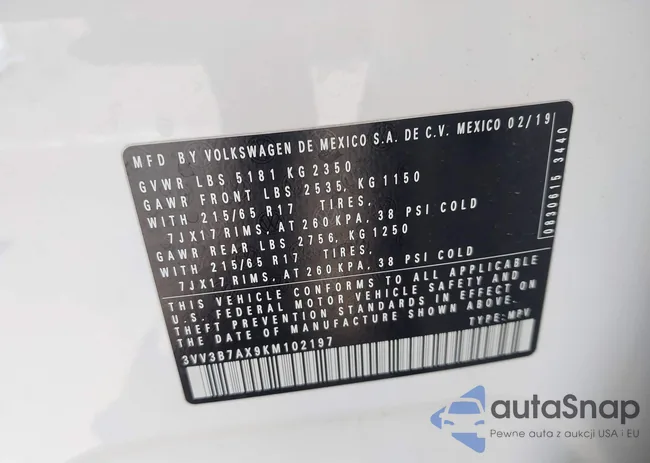 MFD BY VOLKSWAGEN DE MEXICO S.A. DE C.V. MEXICO 02/19
GVWR LBS 5181 KG 2350
GAWR FRONT LBS 2535, KG 1150
WITH 215/65 R17 TIRES,
7JX17 RIMS, AT 260 KPA, 38 PSI COLD
GAWR REAR LBS 2756, KG 1250
WITH 215/65 R17 TIRES,
7JX17 RIMS, AT 260 KPA, 38 PSI COLD
THIS VEHICLE CONFORMS TO ALL APPLICABLE
U.S. FEDERAL MOTOR VEHICLE SAFETY AND
THEFT PREVENTION STANDARDS IN EFFECT ON
THE DATE OF MANUFACTURE SHOWN ABOVE.
3VV3B7AX9KM102197 TYPE: MPV
0830615 3440
autaSnap
Pewne auta z aukcji USA i EU